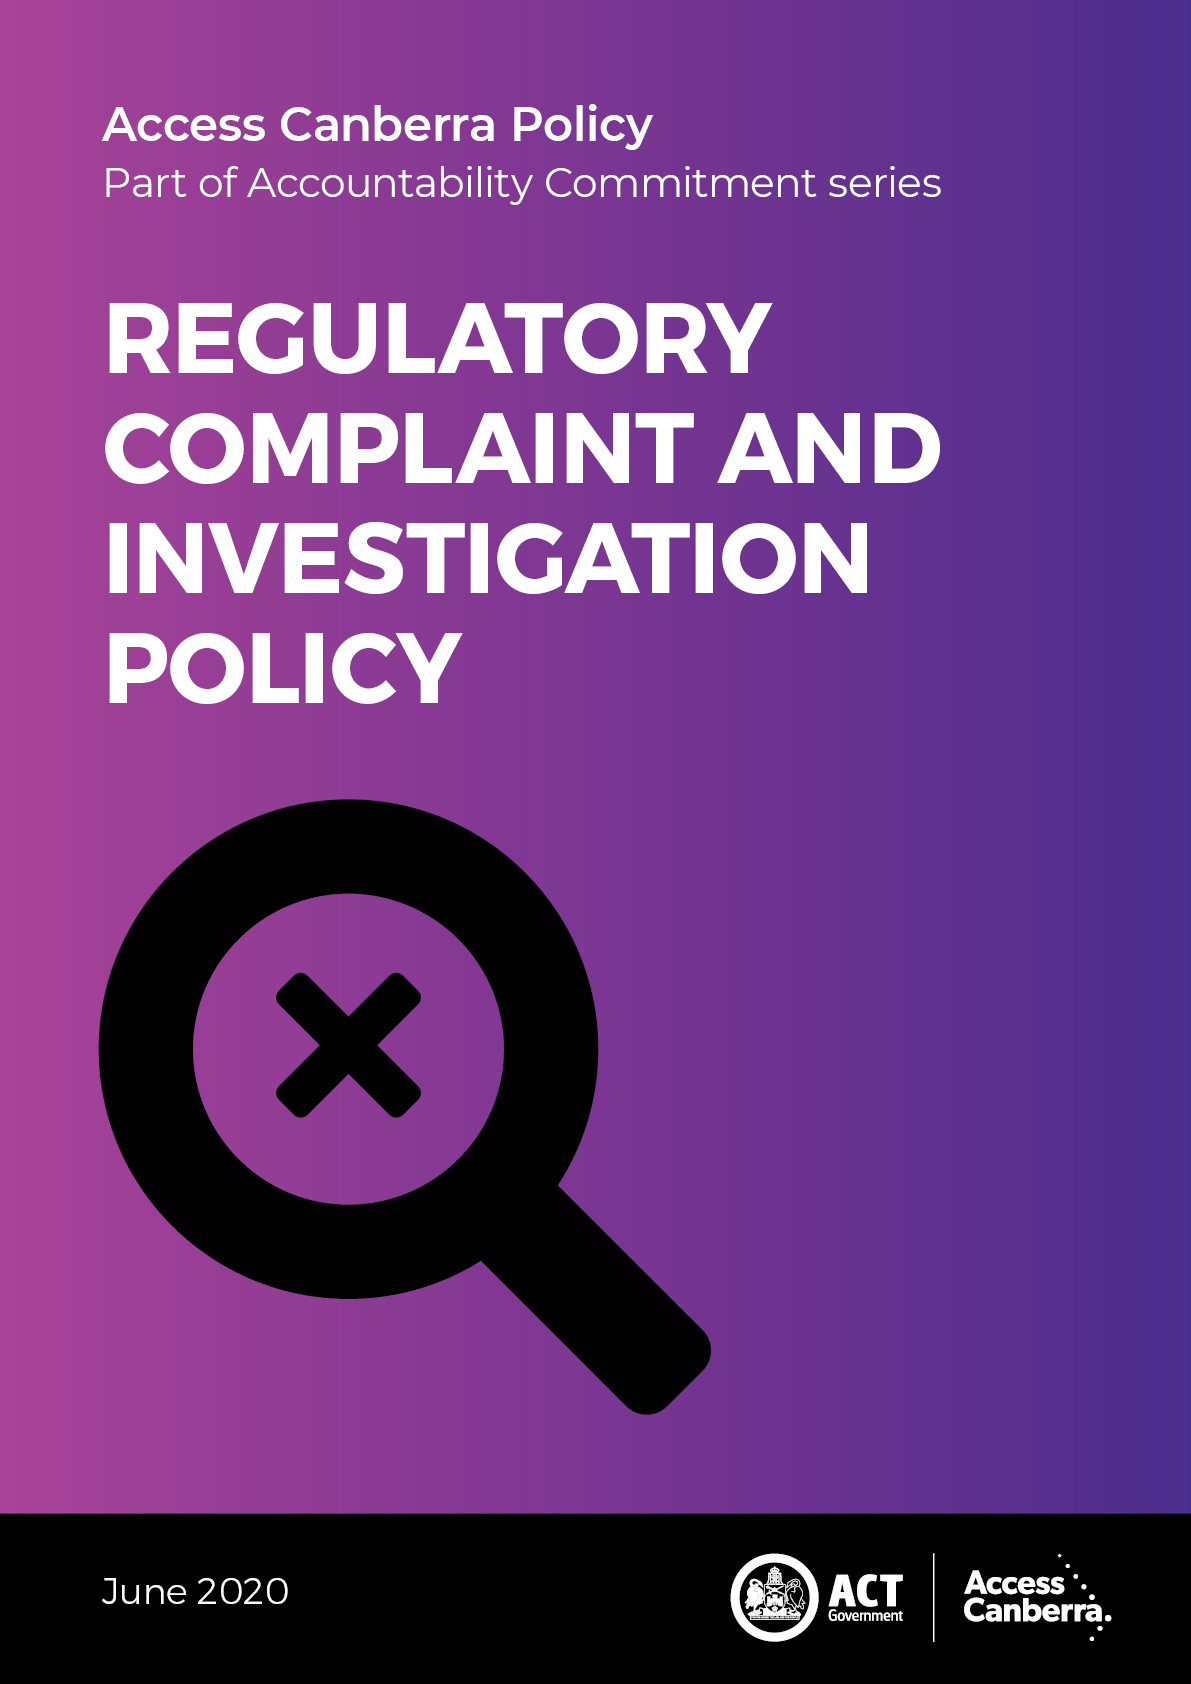 Access Canberra Policy
Part of Accountability Commitment series
REGULATORY
COMPLAINT AND
INVESTIGATION
POLICY
June 2020
ACT
Government
Access
Canberra.